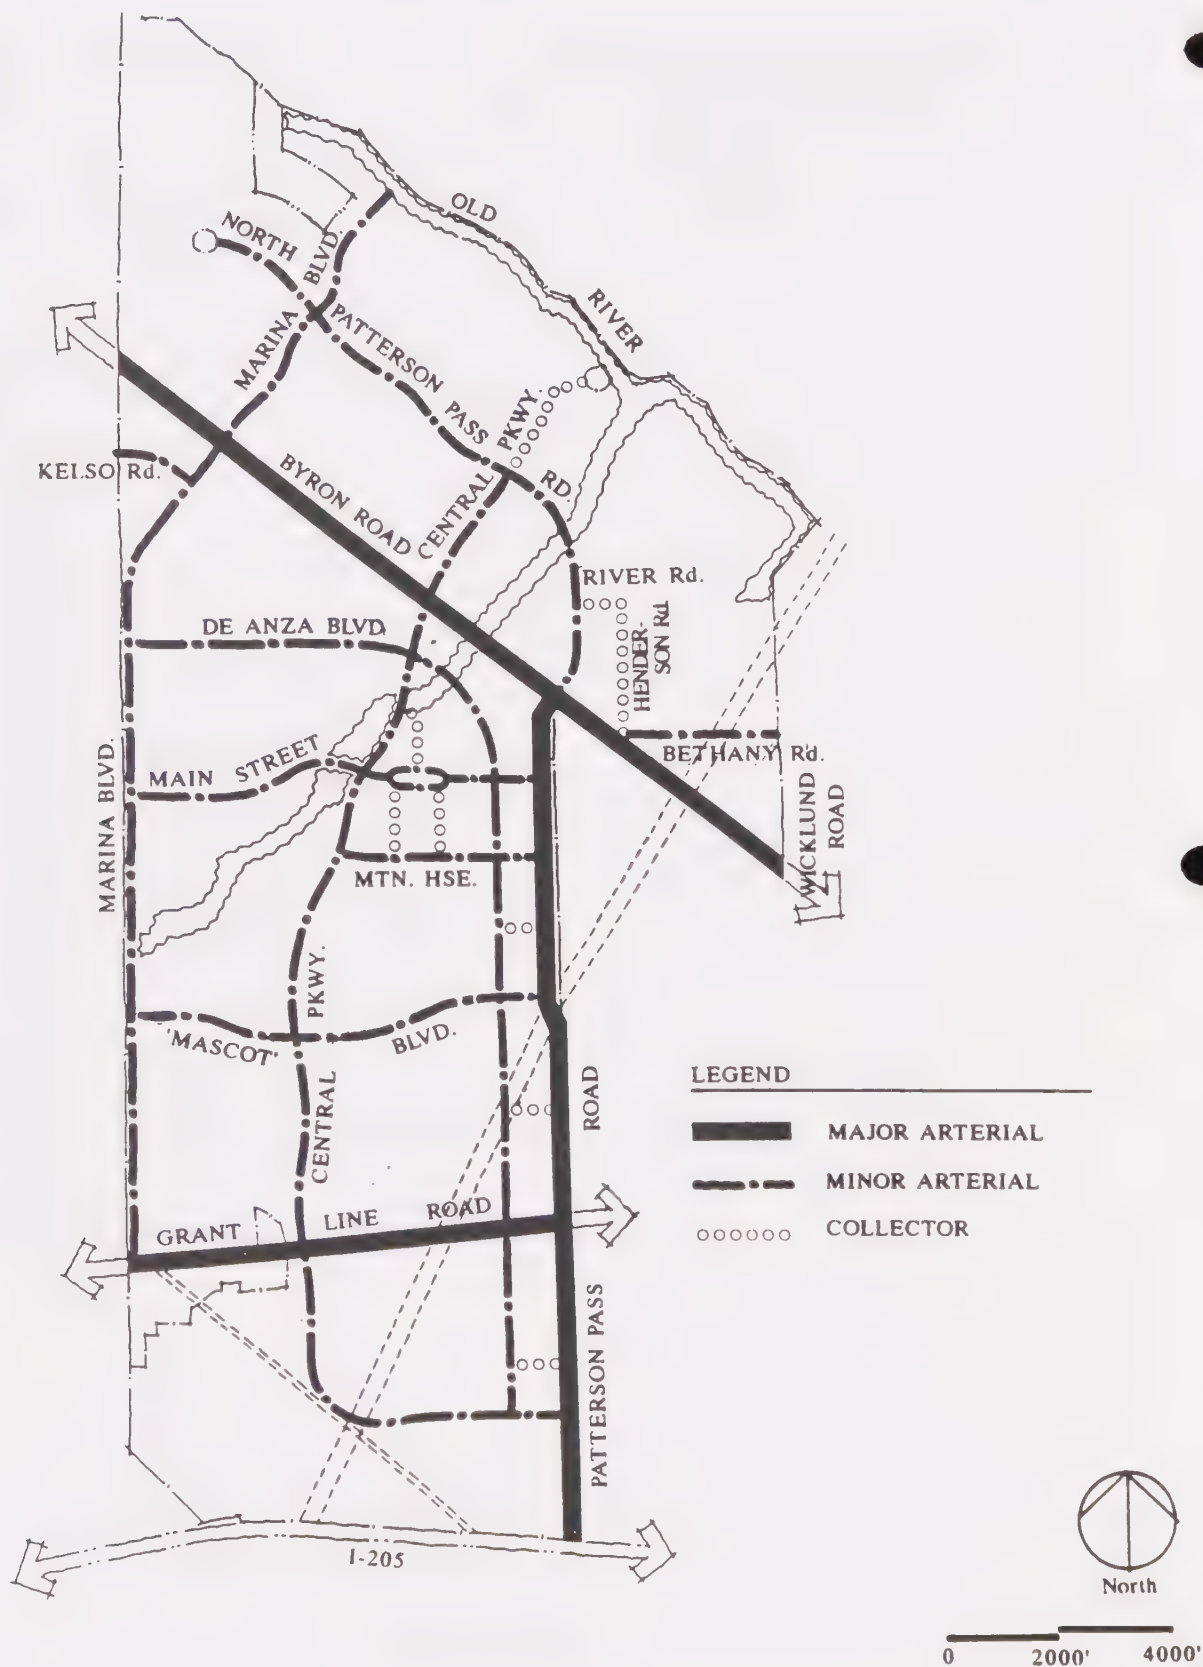 OLD
RIVER
NORTH
PATTERSON PASS
RD.
MARINA BLVD.
PKWY.
CENTRAL
KELSO Rd.
BYRON ROAD
RIVER Rd.
HENDER-
SON Rd.
DE ANZA BLVD.
BETHANY Rd.
MAIN STREET
MARINA BLVD.
WICKLUND
ROAD
MTN. HSE.
PKWY.
'MASCOT' BLVD.
CENTRAL
ROAD
GRANT LINE ROAD
PATTERSON PASS
I-205
LEGEND
MAJOR ARTERIAL
MINOR ARTERIAL
COLLECTOR
North
0 2000' 4000'